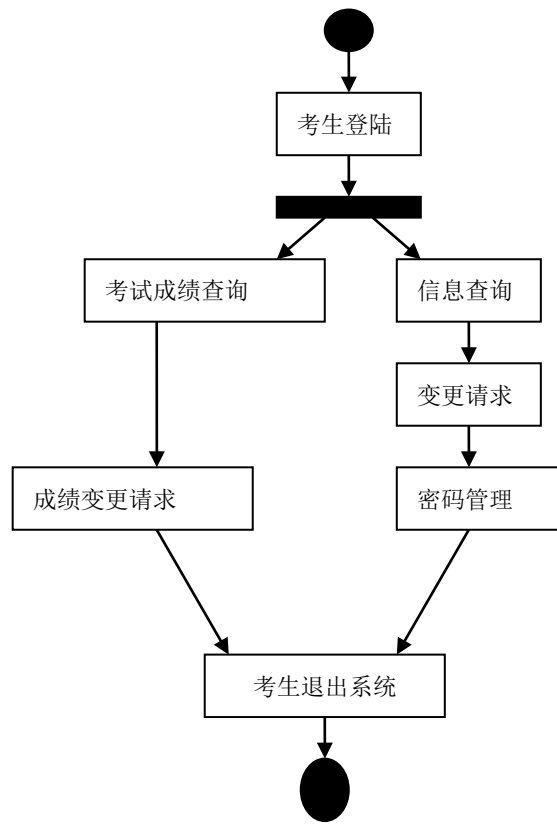 考生登陆
考试成绩查询
信息查询
变更请求
成绩变更请求
密码管理
考生退出系统